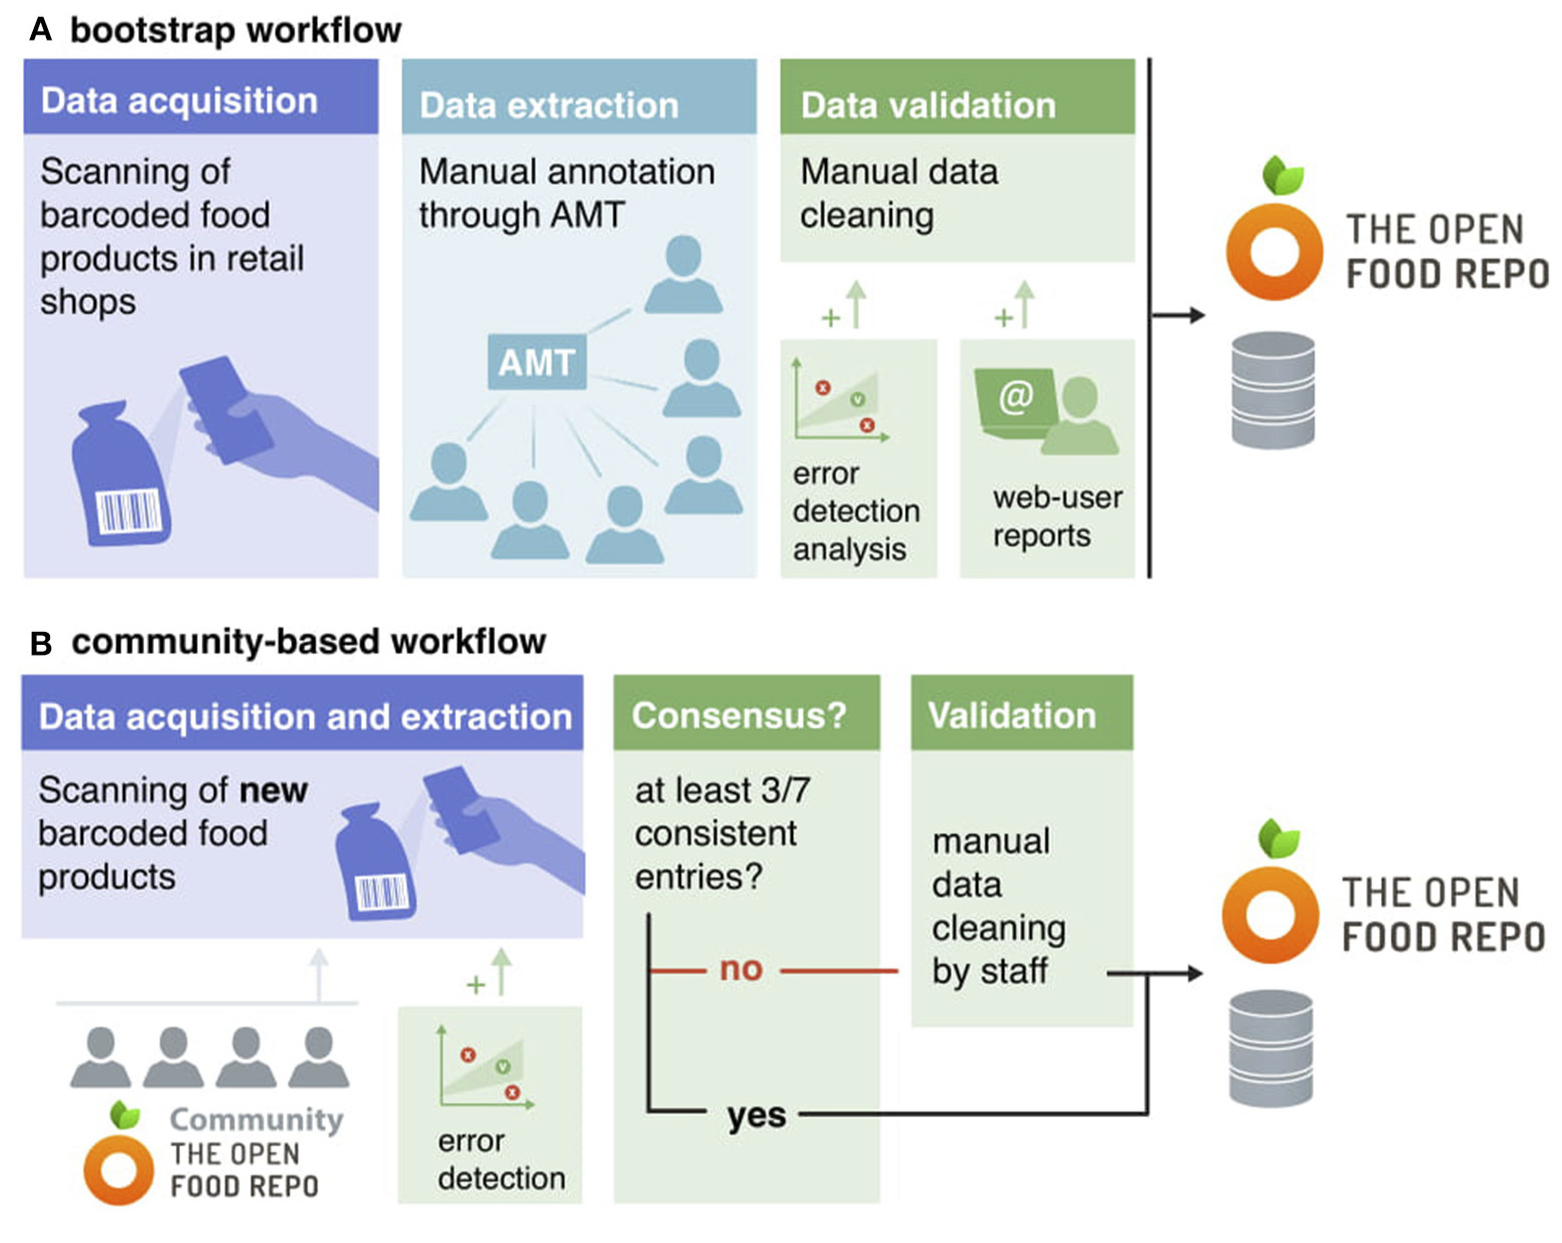 A bootstrap workflow
Data acquisition
Scanning of
barcoded food
products in retail
shops
Data extraction
Manual annotation
through AMT
AMT
Data validation
Manual data
cleaning
+
+
x
v
x
error
detection
analysis
@
web-user
reports
THE OPEN
FOOD REPO
B community-based workflow
Data acquisition and extraction
Scanning of new
barcoded food
products
+
Community
THE OPEN
FOOD REPO
x
v
x
error
detection
Consensus?
at least 3/7
consistent
entries?
no
yes
Validation
manual
data
cleaning
by staff
THE OPEN
FOOD REPO